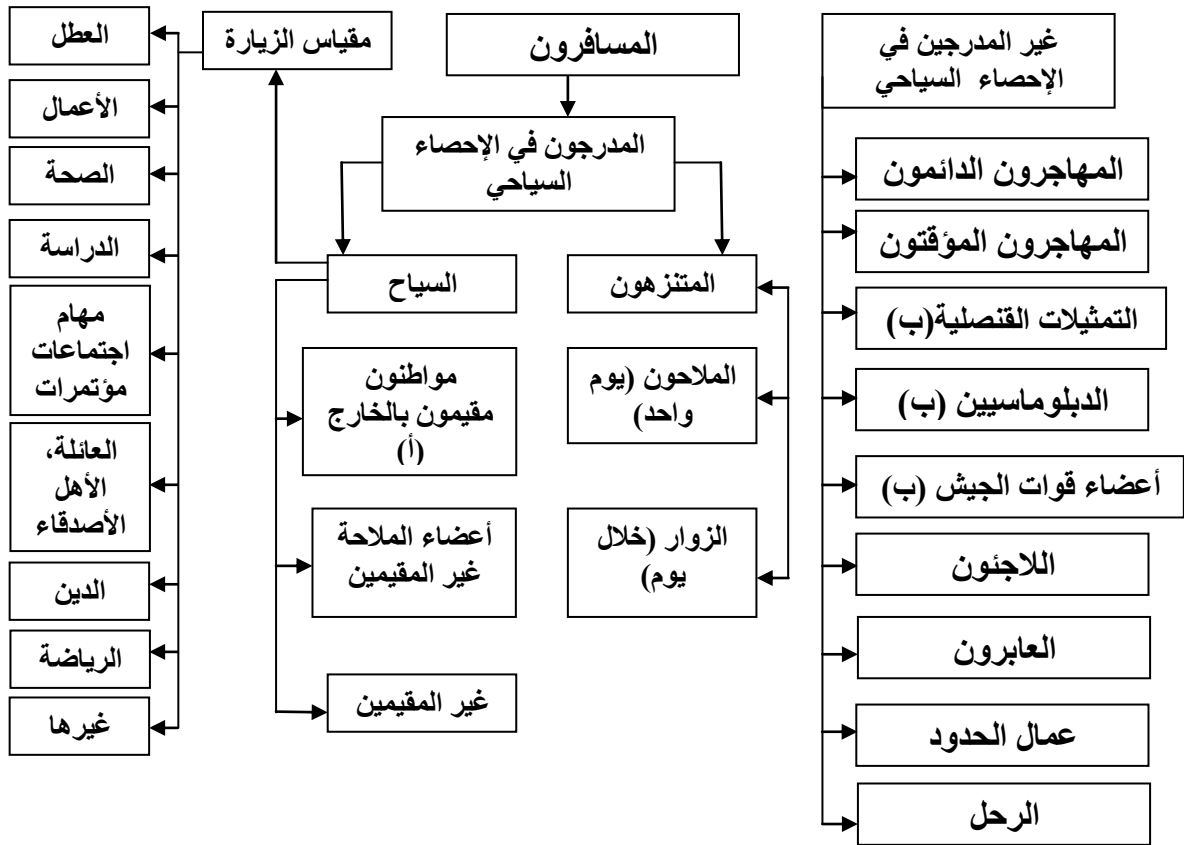 المسافرون
غير المدرجين في
الإحصاء السياحي
المهاجرون الدائمون
المهاجرون المؤقتون
التمثيلات القنصلية(ب)
الدبلوماسيين (ب)
أعضاء قوات الجيش (ب)
اللاجئون
العابرون
عمال الحدود
الرحل
المدرجون في الإحصاء
السياحي
المتنزهون
الملاحون (يوم
واحد)
الزوار (خلال
يوم)
السياح
مواطنون
مقيمون بالخارج
(أ)
أعضاء الملاحة
غير المقيمين
غير المقيمين
مقياس الزيارة
العطل
الأعمال
الصحة
الدراسة
مهام
اجتماعات
مؤتمرات
العائلة،
الأهل
الأصدقاء
الدين
الرياضة
غيرها